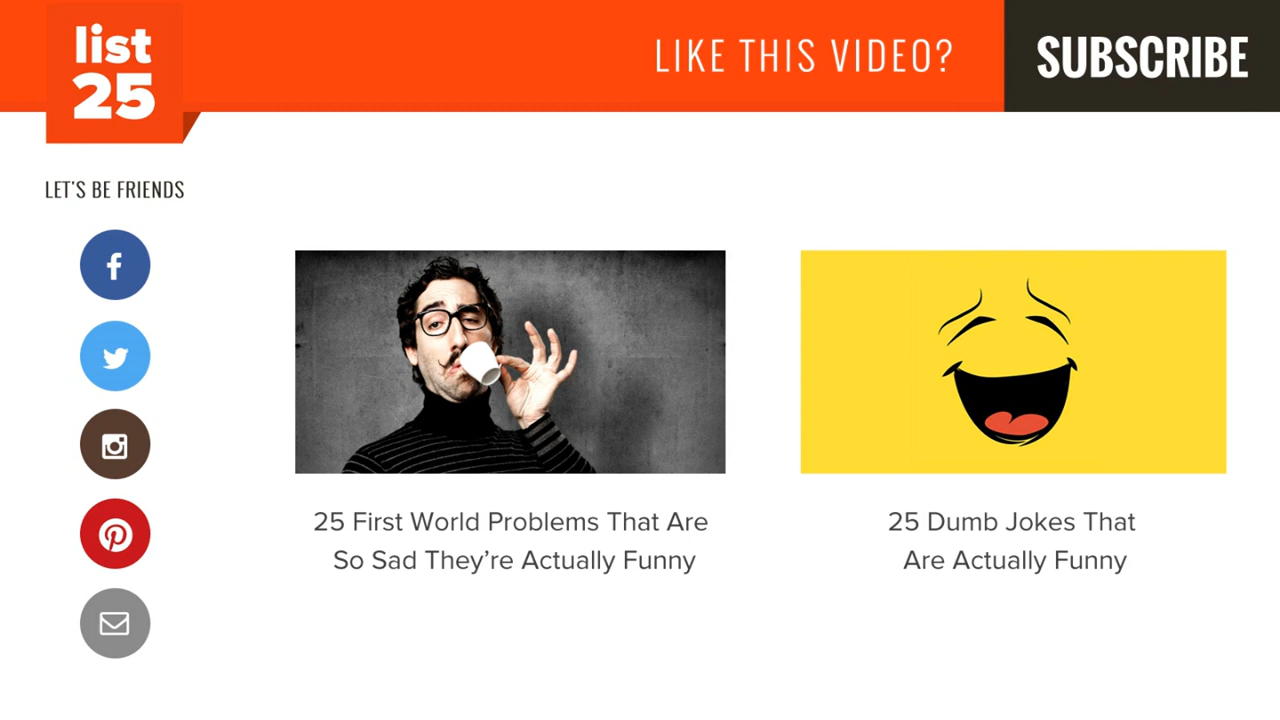 list
25
LIKE THIS VIDEO?
SUBSCRIBE
LET'S BE FRIENDS
25 First World Problems That Are
So Sad They’re Actually Funny
25 Dumb Jokes That
Are Actually Funny